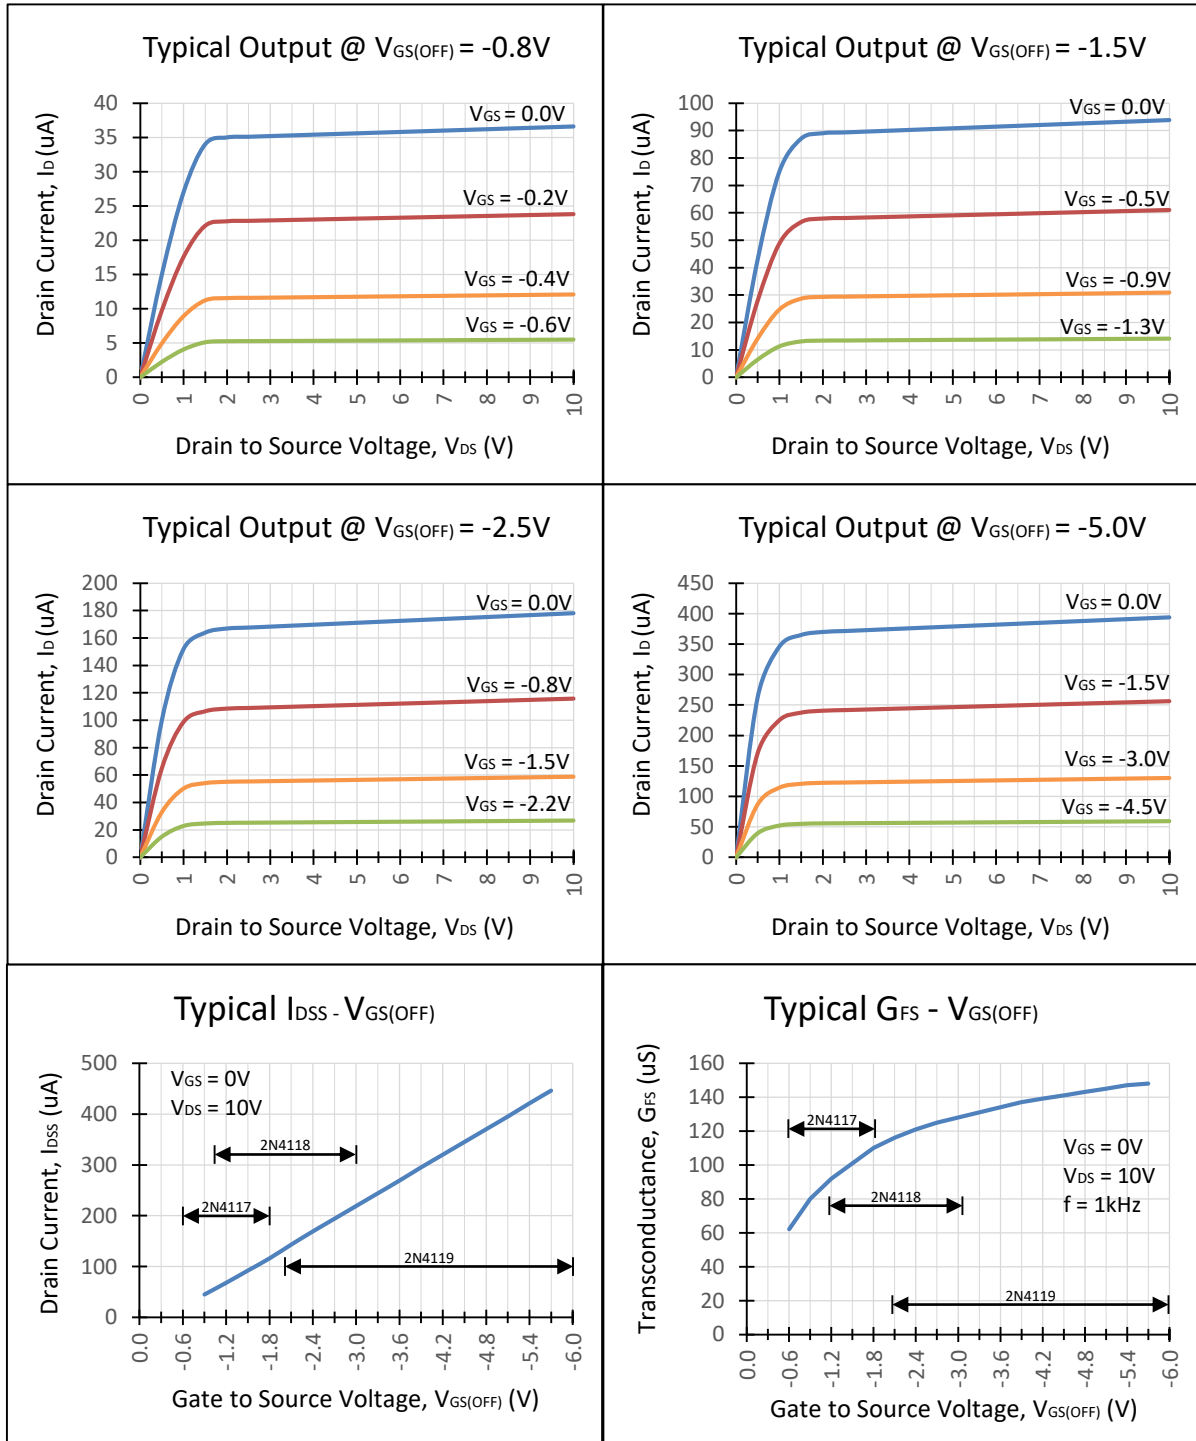 Typical Output @ VGS(OFF) = -0.8V
Drain Current, ID (uA)
40
35
30
25
20
15
10
5
0
VGS = 0.0V
VGS = -0.2V
VGS = -0.4V
VGS = -0.6V
0 1 2 3 4 5 6 7 8 9 10
Drain to Source Voltage, VDS (V)
Typical Output @ VGS(OFF) = -1.5V
Drain Current, ID (uA)
100
90
80
70
60
50
40
30
20
10
0
VGS = 0.0V
VGS = -0.5V
VGS = -0.9V
VGS = -1.3V
0 1 2 3 4 5 6 7 8 9 10
Drain to Source Voltage, VDS (V)
Typical Output @ VGS(OFF) = -2.5V
Drain Current, ID (uA)
200
180
160
140
120
100
80
60
40
20
0
VGS = 0.0V
VGS = -0.8V
VGS = -1.5V
VGS = -2.2V
0 1 2 3 4 5 6 7 8 9 10
Drain to Source Voltage, VDS (V)
Typical Output @ VGS(OFF) = -5.0V
Drain Current, ID (uA)
450
400
350
300
250
200
150
100
50
0
VGS = 0.0V
VGS = -1.5V
VGS = -3.0V
VGS = -4.5V
0 1 2 3 4 5 6 7 8 9 10
Drain to Source Voltage, VDS (V)
Typical IDSS - VGS(OFF)
Drain Current, IDSS (uA)
500
400
300
200
100
0
VGS = 0V
VDS = 10V
2N4118
2N4117
2N4119
0.0 -0.6 -1.2 -1.8 -2.4 -3.0 -3.6 -4.2 -4.8 -5.4 -6.0
Gate to Source Voltage, VGS(OFF) (V)
Typical GFS - VGS(OFF)
Transconductance, GFS (uS)
160
140
120
100
80
60
40
20
0
2N4117
VGS = 0V
VDS = 10V
f = 1kHz
2N4118
2N4119
0.0 -0.6 -1.2 -1.8 -2.4 -3.0 -3.6 -4.2 -4.8 -5.4 -6.0
Gate to Source Voltage, VGS(OFF) (V)